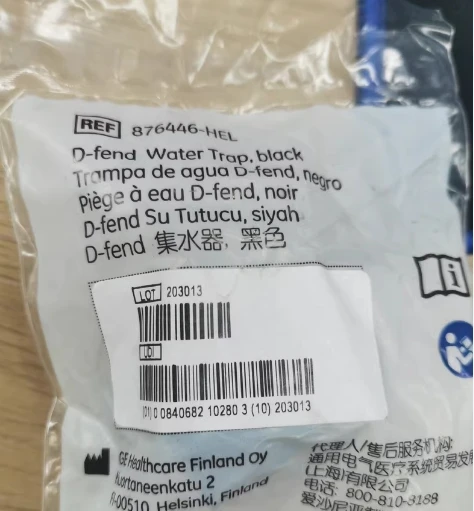 REF 876446-HEL
D-fend Water Trap, black
Trampa de agua D-fend, negro
Piège à eau D-fend, noir
D-fend Su Tutucu, siyah
D-fend 集水器, 黑色
LOT 203013
UDI
(01) 0 0840682 10280 3 (10) 203013
GE Healthcare Finland Oy
Kuortaneenkatu 2
FI-00510, Helsinki, Finland
代理人/售后服务机构:
通用电气医疗系统贸易发展
(上海)有限公司
电话: 800-810-8188